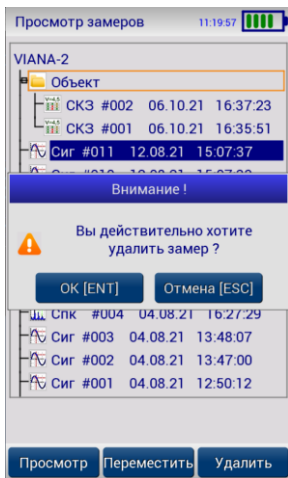 Просмотр замеров 11:19:57
VIANA-2
Объект
СКЗ #002 06.10.21 16:37:23
СКЗ #001 06.10.21 16:35:51
Сиг #011 12.08.21 15:07:37
Внимание !
Вы действительно хотите
удалить замер ?
OK [ENT] Отмена [ESC]
Спк #004 04.08.21 16:27:29
Сиг #003 04.08.21 13:48:07
Сиг #002 04.08.21 13:47:00
Сиг #001 04.08.21 12:50:12
Просмотр Переместить Удалить